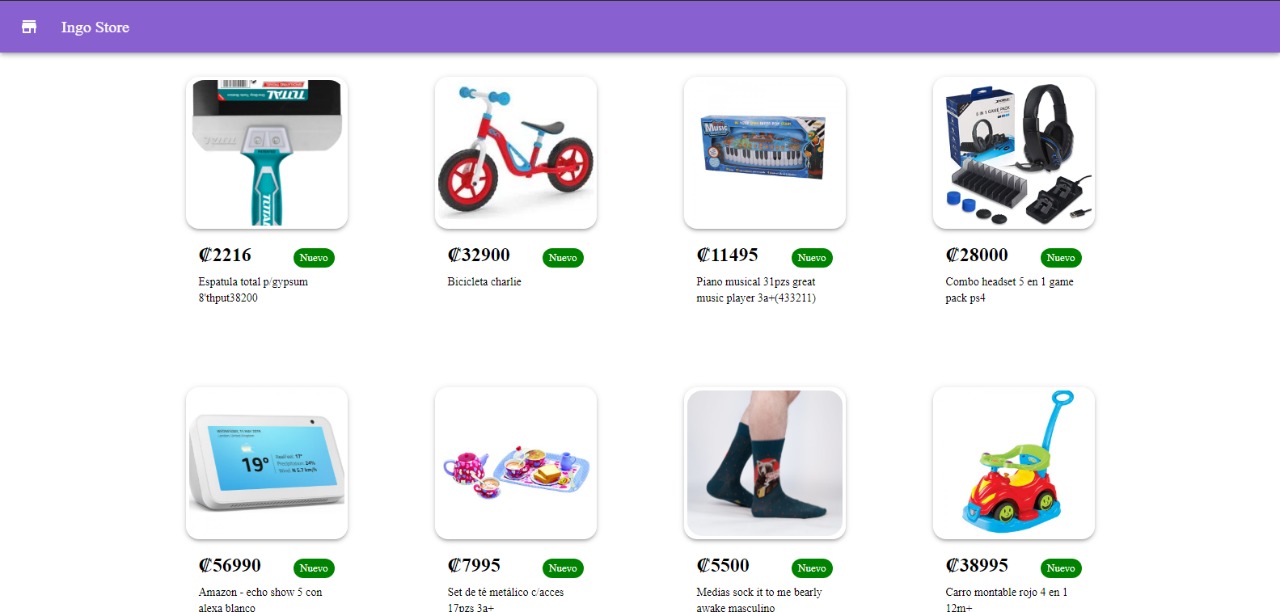 Ingo Store
TOTAL
TOTAL
TOTAL
Music
₡2216
Nuevo
Espatula total p/gypsum
8'thput38200
₡32900
Nuevo
Bicicleta charlie
₡11495
Nuevo
Piano musical 31pzs great
music player 3a+(433211)
₡28000
Nuevo
Combo headset 5 en 1 game
pack ps4
19°
₡56990
Nuevo
Amazon - echo show 5 con
alexa blanco
₡7995
Nuevo
Set de té metálico c/acces
17pzs 3a+
₡5500
Nuevo
Medias sock it to me bearly
awake masculino
₡38995
Nuevo
Carro montable rojo 4 en 1
12m+